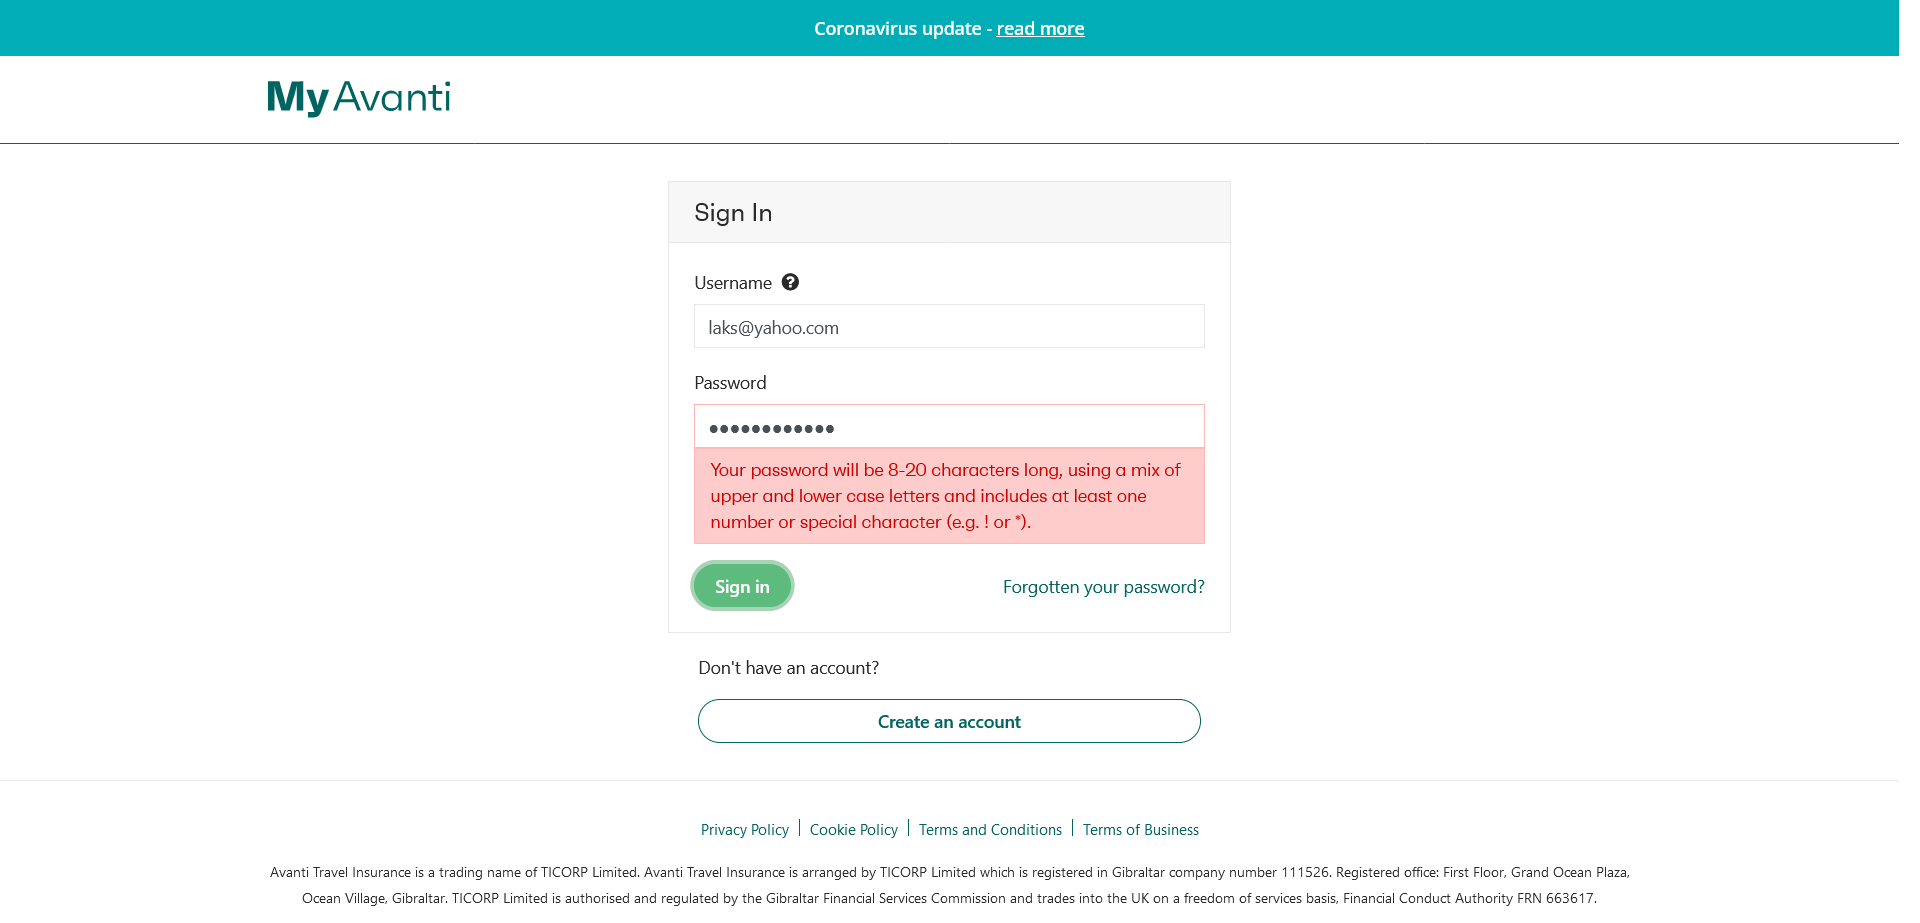 Coronavirus update - read more
My Avanti
Sign In
Username ?
laks@yahoo.com
Password
••••••••••••
Your password will be 8-20 characters long, using a mix of
upper and lower case letters and includes at least one
number or special character (e.g. ! or *).
Sign in
Forgotten your password?
Don't have an account?
Create an account
Privacy Policy | Cookie Policy | Terms and Conditions | Terms of Business
Avanti Travel Insurance is a trading name of TICORP Limited. Avanti Travel Insurance is arranged by TICORP Limited which is registered in Gibraltar company number 111526. Registered office: First Floor, Grand Ocean Plaza,
Ocean Village, Gibraltar. TICORP Limited is authorised and regulated by the Gibraltar Financial Services Commission and trades into the UK on a freedom of services basis, Financial Conduct Authority FRN 663617.